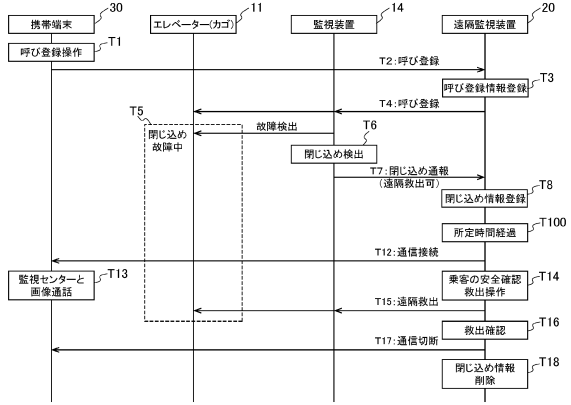 30
11
14
20
携帯端末
エレベーター(カゴ)
監視装置
遠隔監視装置
呼び登録操作
T1
T2:呼び登録
呼び登録情報登録
T3
T4:呼び登録
T5
閉じ込め
故障中
故障検出
T6
閉じ込め検出
T7:閉じ込め通報
(遠隔救出可)
T8
閉じ込め情報登録
T100
所定時間経過
T12:通信接続
監視センターと
画像通話
T13
乗客の安全確認
救出操作
T14
T15:遠隔救出
T16
救出確認
T17:通信切断
T18
閉じ込め情報
削除